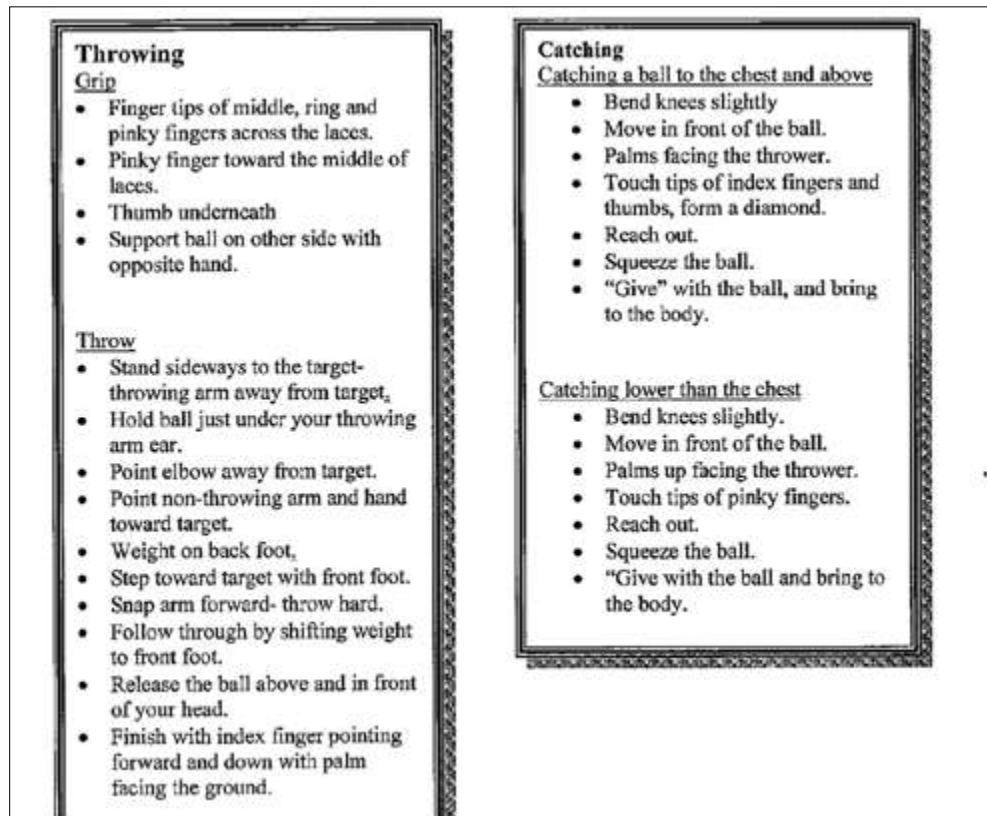 Throwing
Grip
• Finger tips of middle, ring and
pinky fingers across the laces.
• Pinky finger toward the middle of
laces.
• Thumb underneath
• Support ball on other side with
opposite hand.
Throw
• Stand sideways to the target-
throwing arm away from target.
• Hold ball just under your throwing
arm ear.
• Point elbow away from target.
• Point non-throwing arm and hand
toward target.
• Weight on back foot.
• Step toward target with front foot.
• Snap arm forward- throw hard.
• Follow through by shifting weight
to front foot.
• Release the ball above and in front
of your head.
• Finish with index finger pointing
forward and down with palm
facing the ground.
Catching
Catching a ball to the chest and above
• Bend knees slightly
• Move in front of the ball.
• Palms facing the thrower.
• Touch tips of index fingers and
thumbs, form a diamond.
• Reach out.
• Squeeze the ball.
• “Give” with the ball, and bring
to the body.
Catching lower than the chest
• Bend knees slightly.
• Move in front of the ball.
• Palms up facing the thrower.
• Touch tips of pinky fingers.
• Reach out.
• Squeeze the ball.
• “Give with the ball and bring to
the body.